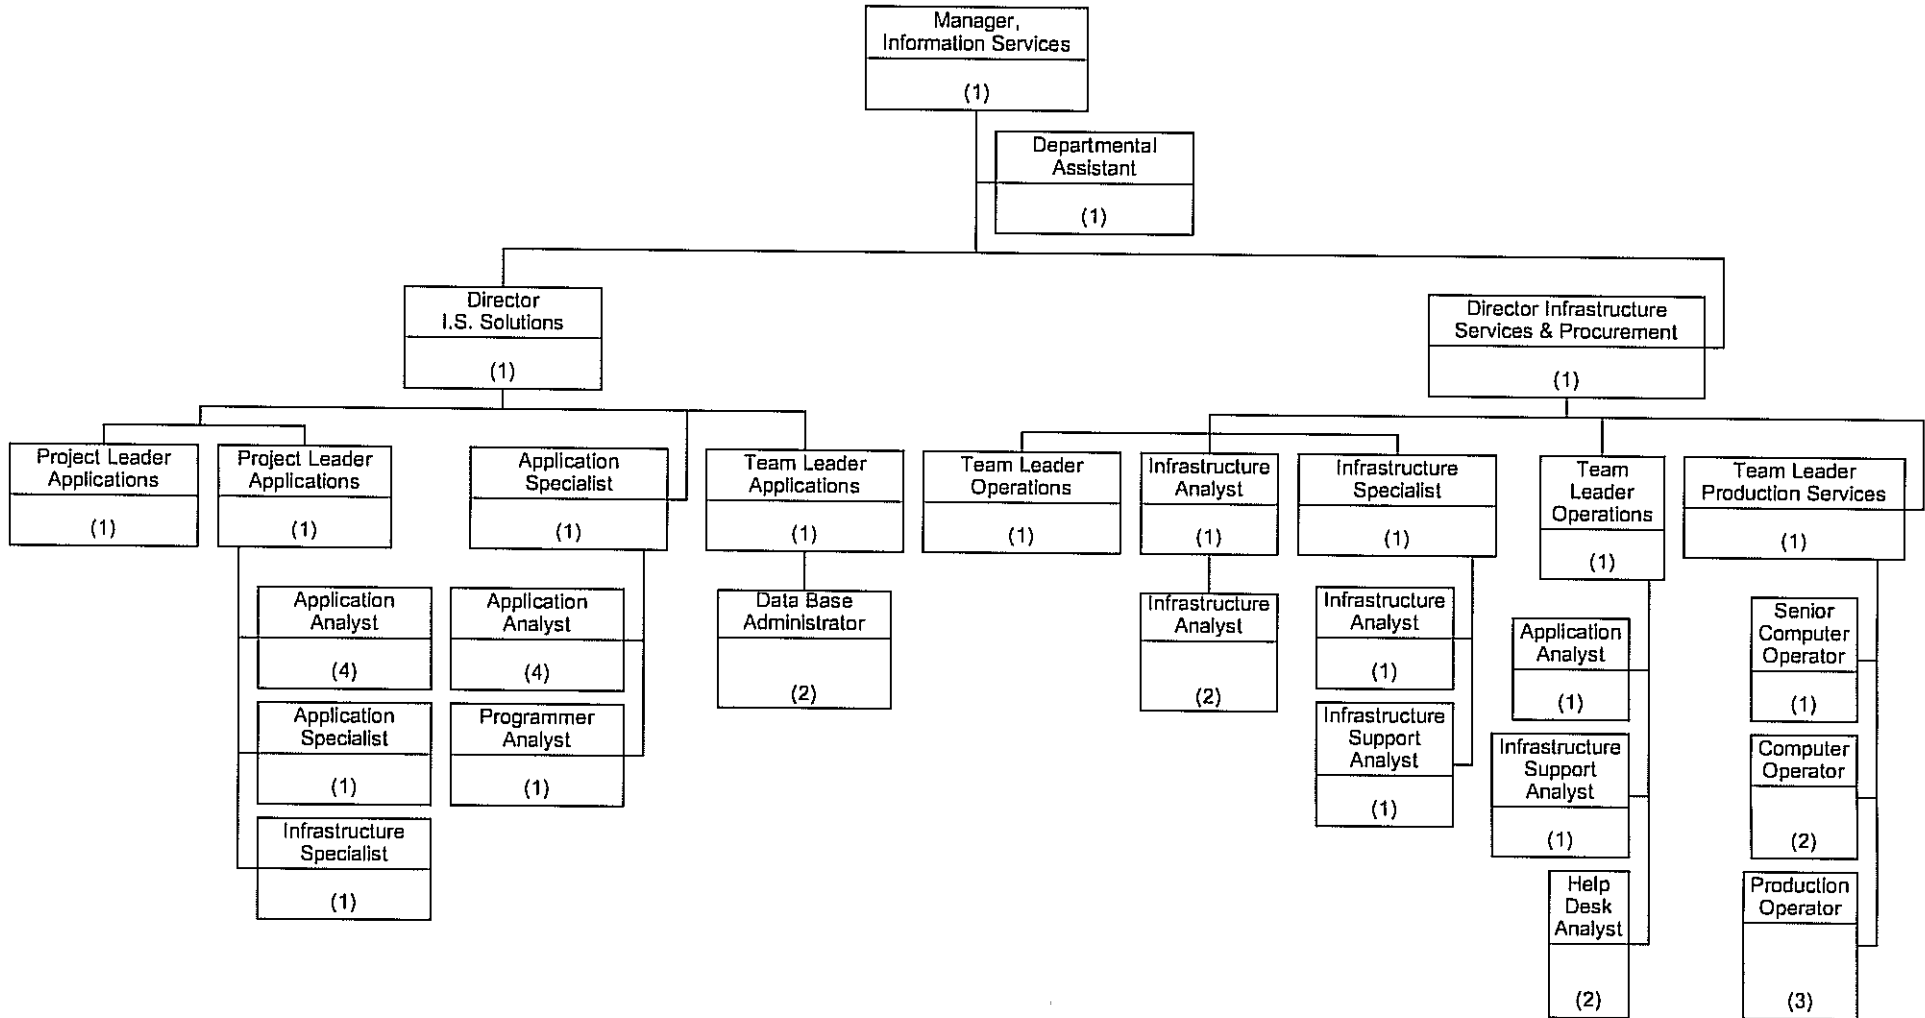 Manager,
Information Services
(1)
Departmental
Assistant
(1)
Director
I.S. Solutions
(1)
Director Infrastructure
Services & Procurement
(1)
Project Leader
Applications
(1)
Project Leader
Applications
(1)
Application
Specialist
(1)
Team Leader
Applications
(1)
Team Leader
Operations
(1)
Infrastructure
Analyst
(1)
Infrastructure
Specialist
(1)
Team
Leader
Operations
(1)
Team Leader
Production Services
(1)
Application
Analyst
(4)
Application
Specialist
(1)
Infrastructure
Specialist
(1)
Application
Analyst
(4)
Programmer
Analyst
(1)
Data Base
Administrator
(2)
Infrastructure
Analyst
(2)
Infrastructure
Analyst
(1)
Infrastructure
Support
Analyst
(1)
Application
Analyst
(1)
Infrastructure
Support
Analyst
(1)
Help
Desk
Analyst
(2)
Senior
Computer
Operator
(1)
Computer
Operator
(2)
Production
Operator
(3)